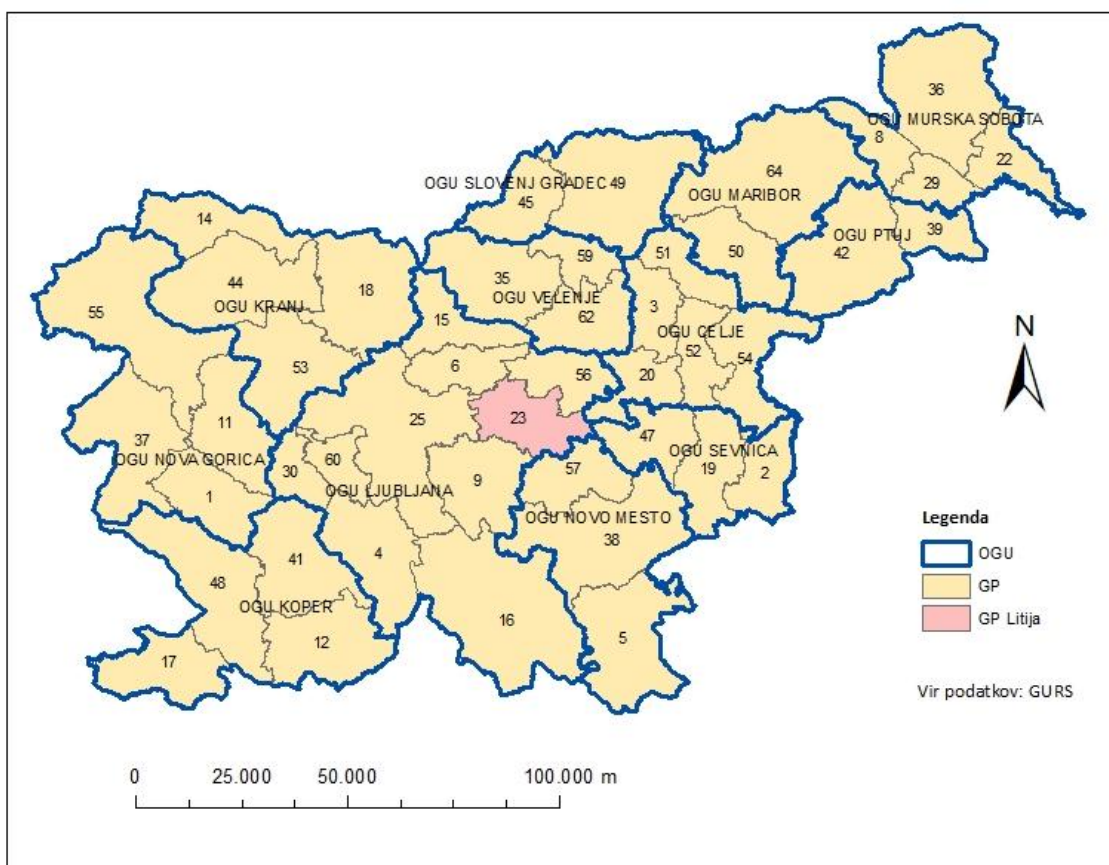 36
OGU MURSKA SOBOTA
8
22
64
29
OGU SLOVENJ GRADEC 49
45
OGU MARIBOR
14
39
OGU PTUJ
42
51
50
59
35
44
18
OGU VELENJE
OGU KRANJ
3
55
15
62
OGU CELJE
52
54
53
6
56
20
N
11
25
23
37
47
OGU SEVNICA
OGU NOVA GORICA
30
60
57
19
2
OGU LJUBLJANA
9
1
OGU NOVO MESTO
38
41
4
48
OGU KOPER
16
12
5
17
Legenda
OGU
GP
GP Litija
Vir podatkov: GURS
0 25.000 50.000 100.000 m